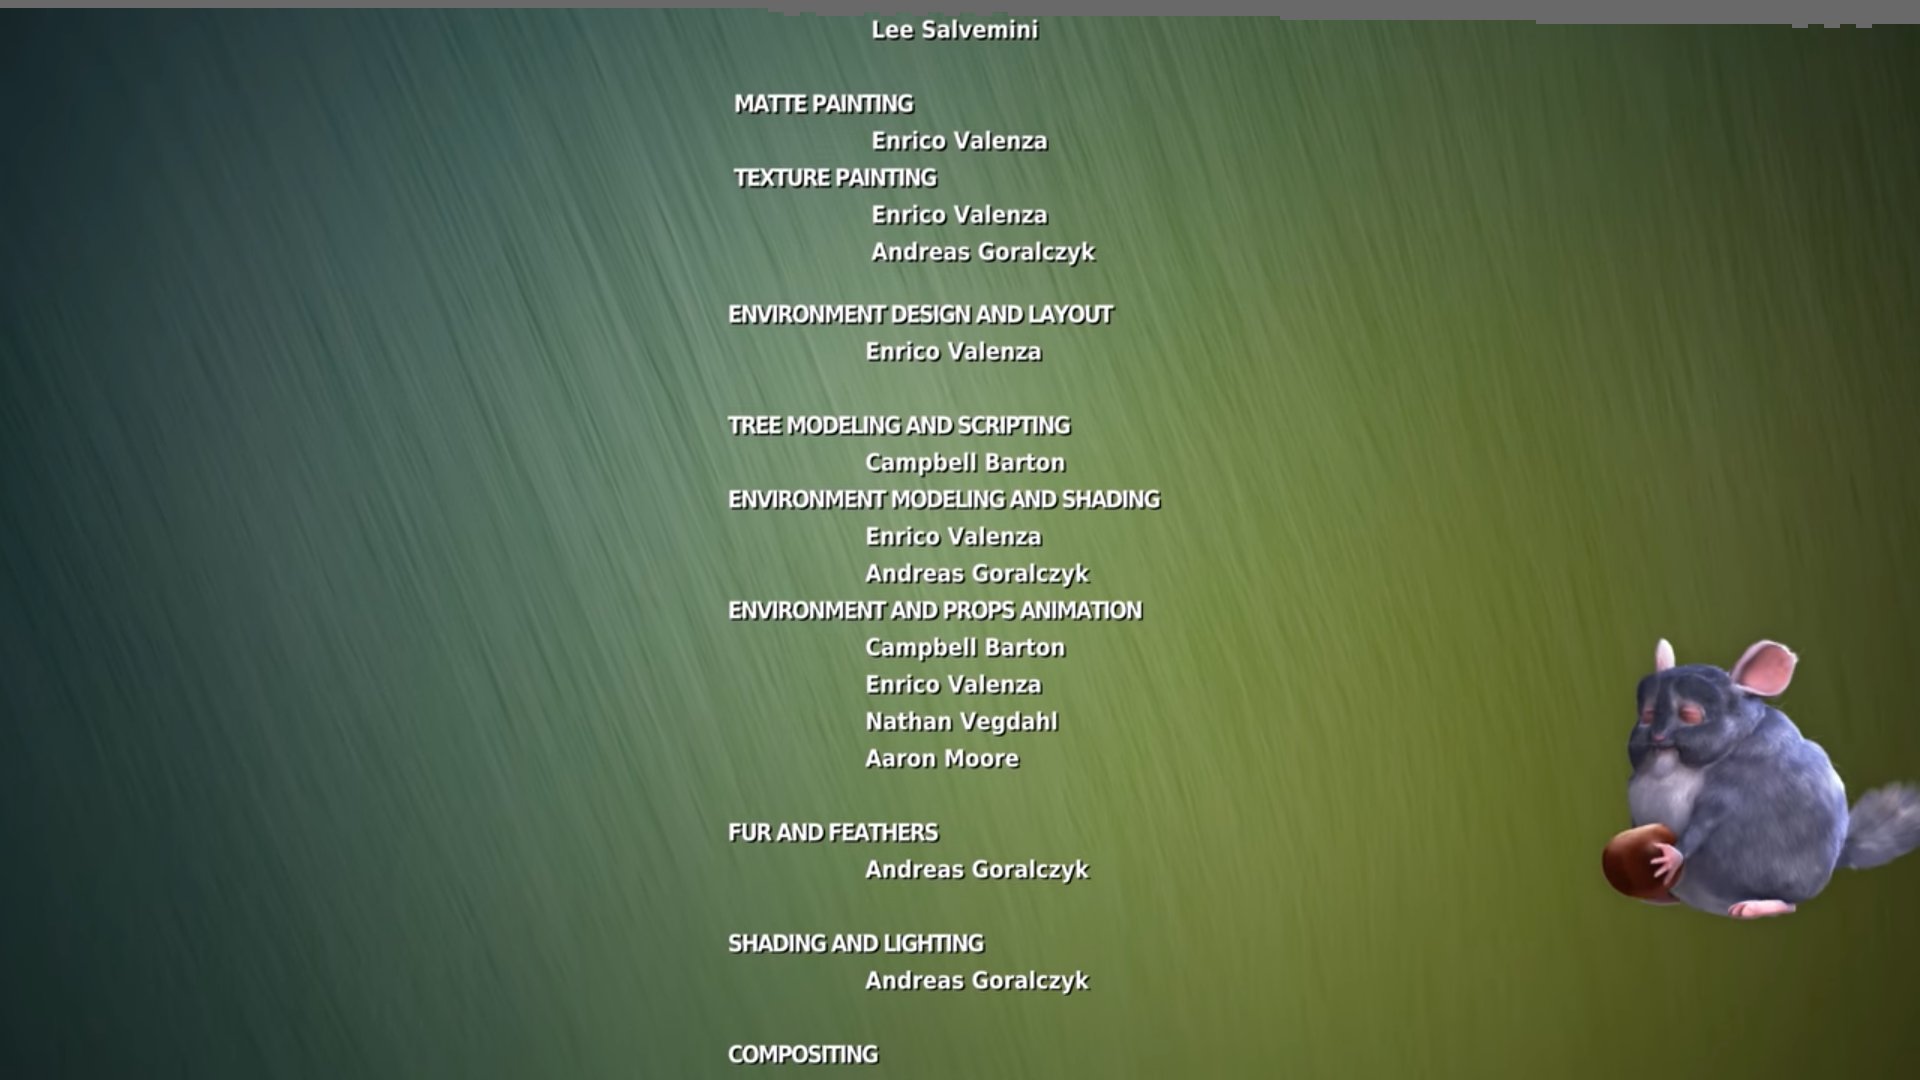 Lee Salvemini
MATTE PAINTING
Enrico Valenza
TEXTURE PAINTING
Enrico Valenza
Andreas Goralczyk
ENVIRONMENT DESIGN AND LAYOUT
Enrico Valenza
TREE MODELING AND SCRIPTING
Campbell Barton
ENVIRONMENT MODELING AND SHADING
Enrico Valenza
Andreas Goralczyk
ENVIRONMENT AND PROPS ANIMATION
Campbell Barton
Enrico Valenza
Nathan Vegdahl
Aaron Moore
FUR AND FEATHERS
Andreas Goralczyk
SHADING AND LIGHTING
Andreas Goralczyk
COMPOSITING